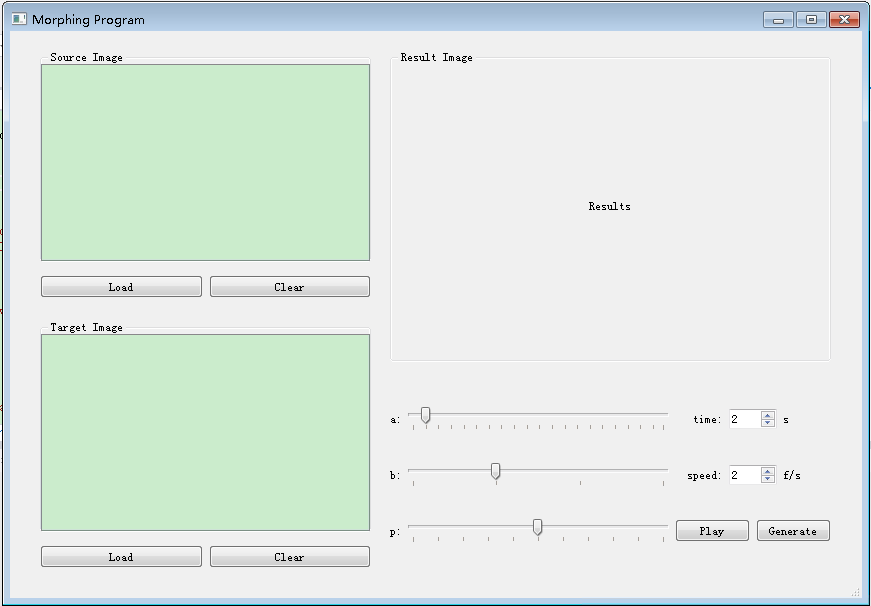 Morphing Program
Source Image
Load
Clear
Target Image
Load
Clear
Result Image
Results
a:
time: 2 s
b:
speed: 2 f/s
p:
Play
Generate